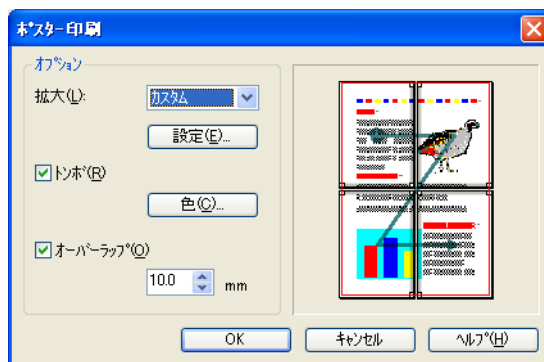 ﾎﾟｽﾀｰ印刷
ｵﾌﾟｼｮﾝ
拡大(L):
ｶｽﾀﾑ
設定(E)...
ﾄﾝﾎﾞ(R)
色(C)...
ｵｰﾊﾞｰﾗｯﾌﾟ(O)
10.0
mm
OK
ｷｬﾝｾﾙ
ﾍﾙﾌﾟ(H)